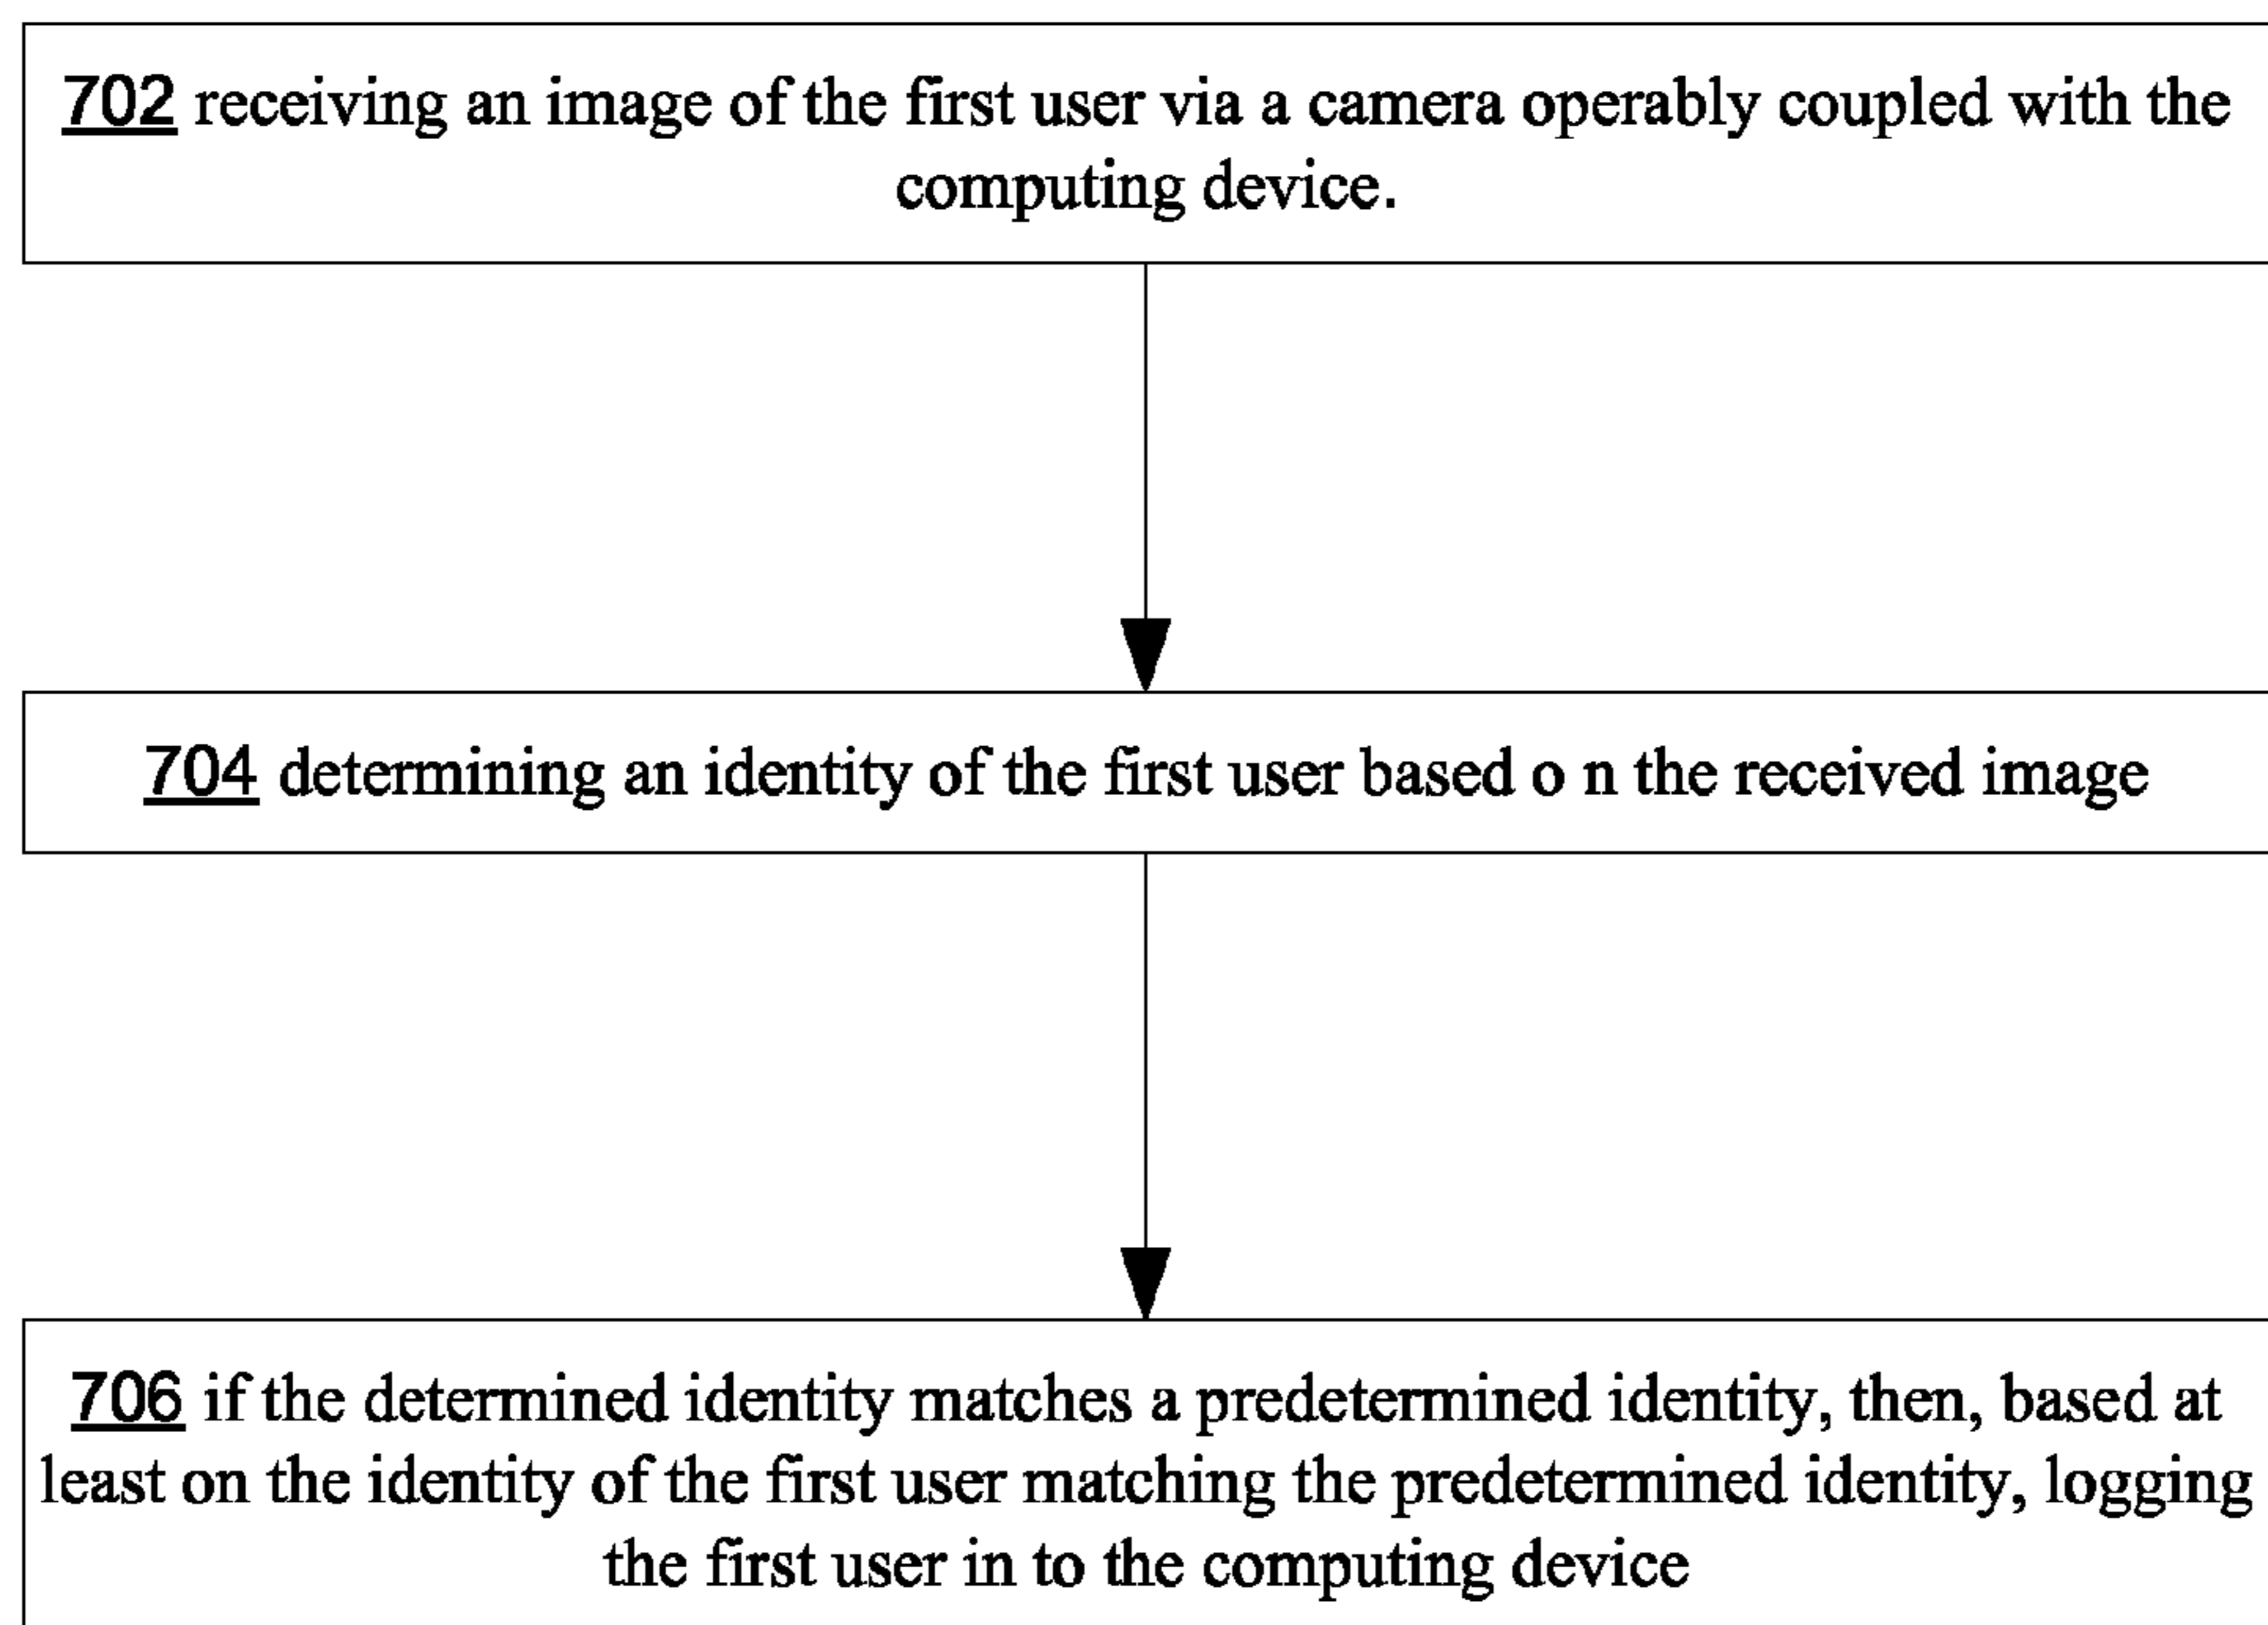 702 receiving an image of the first user via a camera operably coupled with the
computing device.
704 determining an identity of the first user based o n the received image
706 if the determined identity matches a predetermined identity, then, based at
least on the identity of the first user matching the predetermined identity, logging
the first user in to the computing device